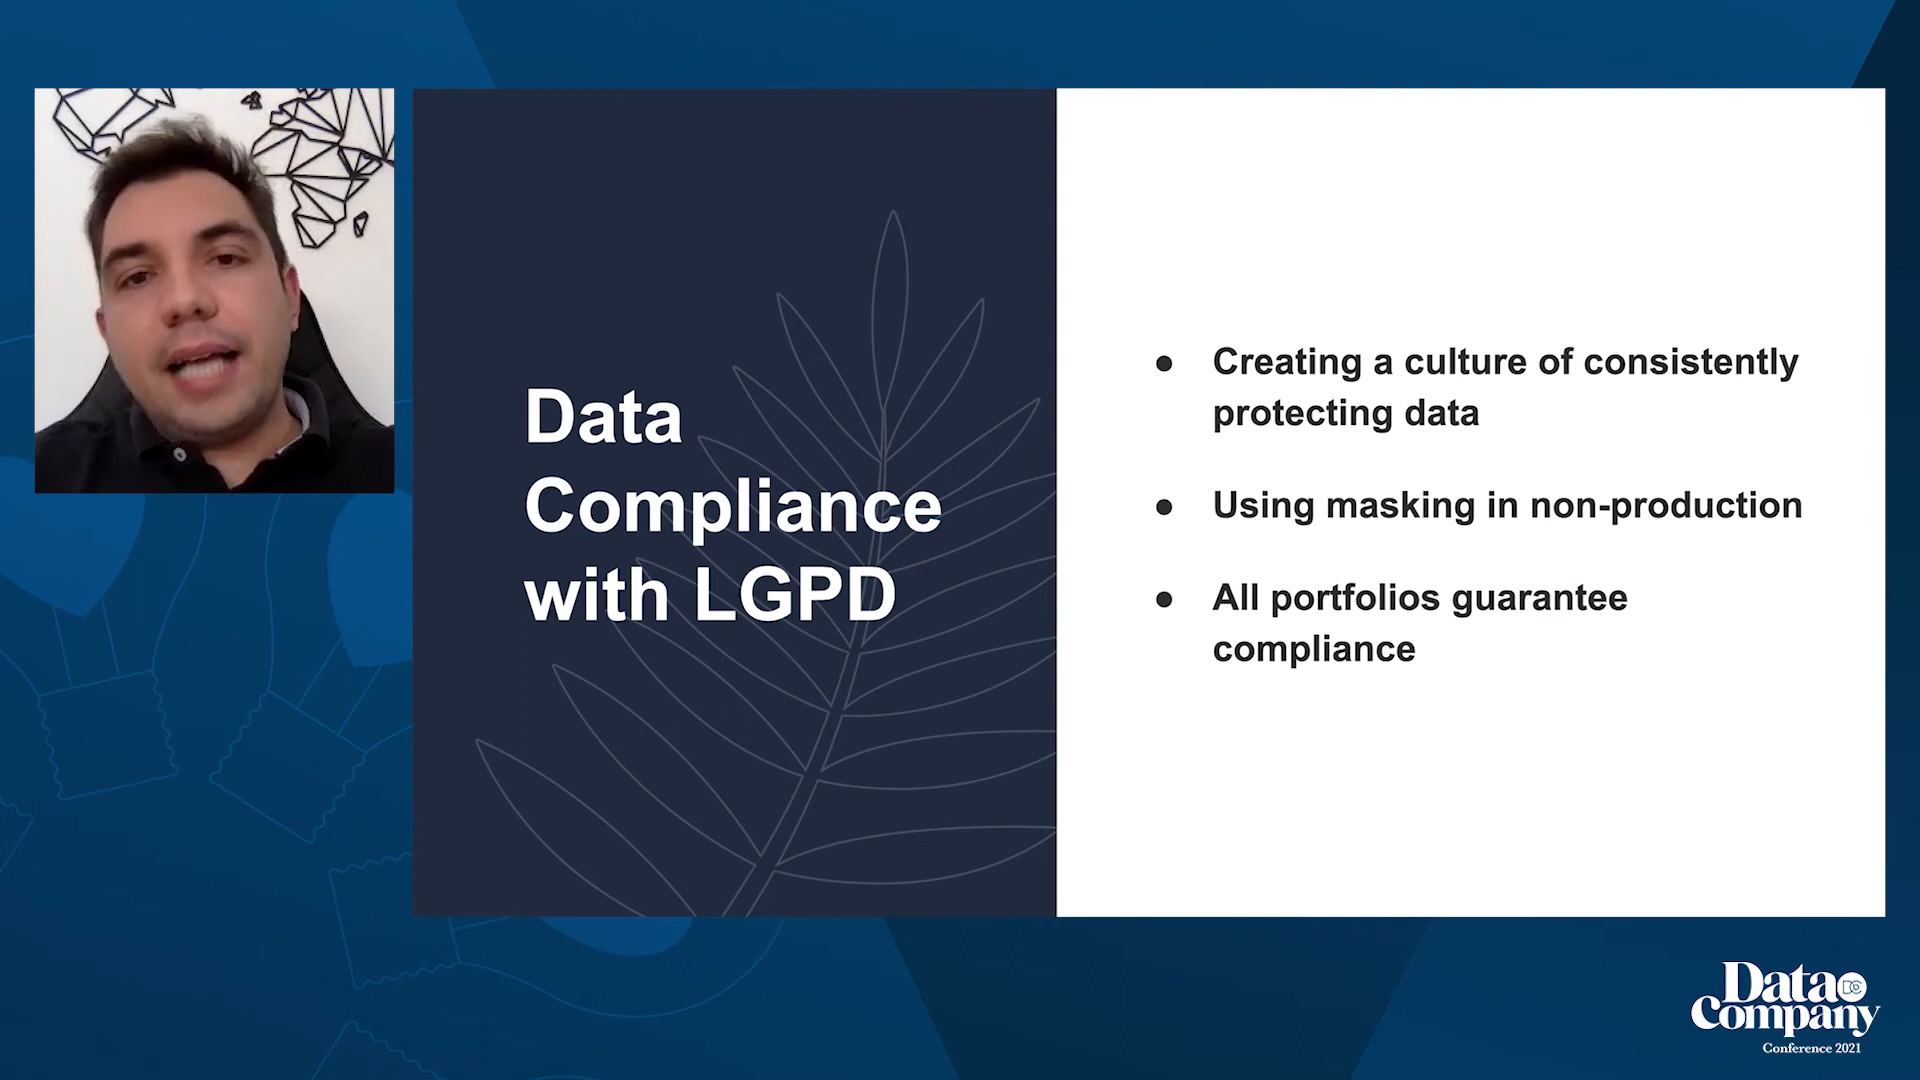 Data
Compliance
with LGPD
● Creating a culture of consistently
protecting data
● Using masking in non-production
● All portfolios guarantee
compliance
Data DC
Company
Conference 2021